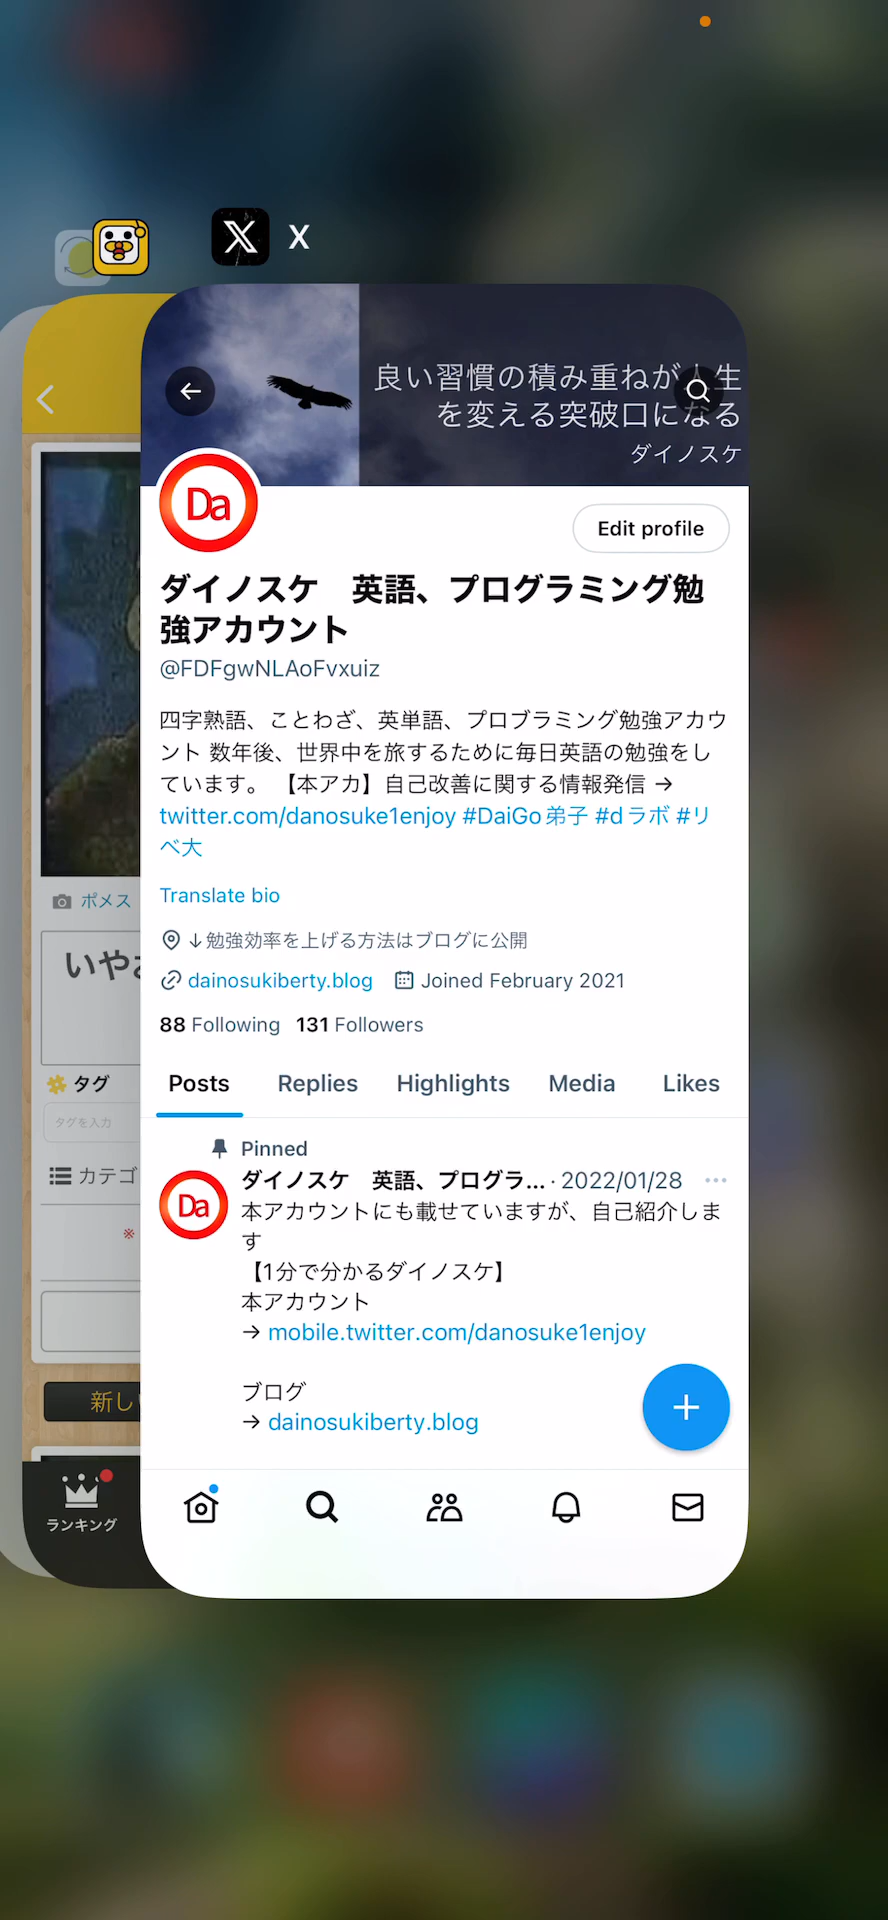 X
良い習慣の積み重ねが人生
を変える突破口になる
ダイノスケ
Da
Edit profile
ダイノスケ　英語、プログラミング勉
強アカウント
@FDFgwNLAoFvxuiz
四字熟語、ことわざ、英単語、プロブラミング勉強アカウ
ント 数年後、世界中を旅するために毎日英語の勉強をし
ています。 【本アカ】自己改善に関する情報発信 →
twitter.com/danosuke1enjoy #DaiGo弟子 #dラボ #リ
ベ大
Translate bio
↓勉強効率を上げる方法はブログに公開
dainosukiberty.blog Joined February 2021
88 Following 131 Followers
Posts Replies Highlights Media Likes
Pinned
Da
ダイノスケ　英語、プログラ... · 2022/01/28 ...
本アカウントにも載せていますが、自己紹介しま
す
【1分で分かるダイノスケ】
本アカウント
→ mobile.twitter.com/danosuke1enjoy
ブログ
→ dainosukiberty.blog
ポメス
いや
タグ
タグを入力
カテゴ
※
新し
ランキング